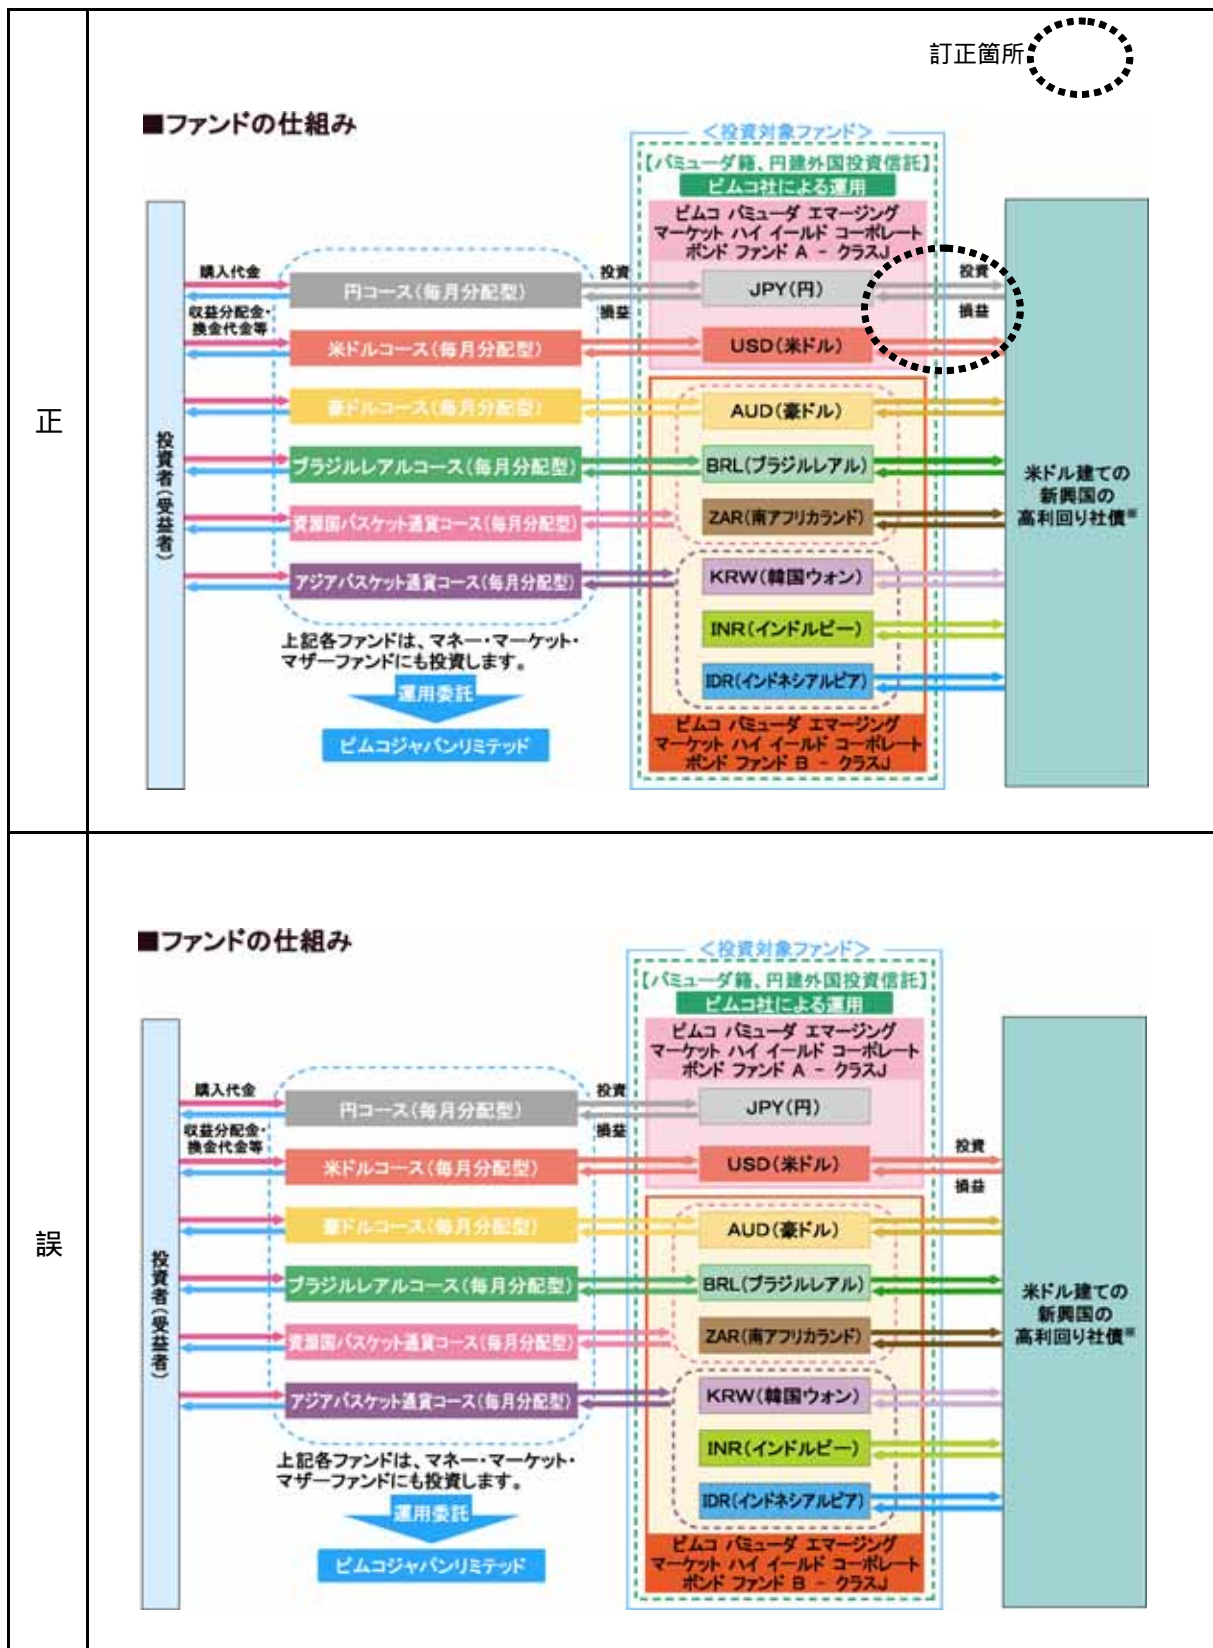 正
訂正箇所
■ファンドの仕組み
＜投資対象ファンド＞
【バミューダ籍、円建外国投資信託】
ピムコ社による運用
ピムコ バミューダ エマージング
マーケット ハイ イールド コーポレート
ボンド ファンド A － クラスJ
購入代金
収益分配金・
換金代金等
投資者(受益者)
円コース(毎月分配型)
米ドルコース(毎月分配型)
豪ドルコース(毎月分配型)
ブラジルレアルコース(毎月分配型)
資源国バスケット通貨コース(毎月分配型)
アジアバスケット通貨コース(毎月分配型)
投資
損益
JPY(円)
USD(米ドル)
AUD(豪ドル)
BRL(ブラジルレアル)
ZAR(南アフリカランド)
KRW(韓国ウォン)
INR(インドルピー)
IDR(インドネシアルピア)
投資
損益
米ドル建ての
新興国の
高利回り社債※
上記各ファンドは、マネー・マーケット・
マザーファンドにも投資します。
運用委託
ピムコジャパンリミテッド
ピムコ バミューダ エマージング
マーケット ハイ イールド コーポレート
ボンド ファンド B － クラスJ
誤
■ファンドの仕組み
＜投資対象ファンド＞
【バミューダ籍、円建外国投資信託】
ピムコ社による運用
ピムコ バミューダ エマージング
マーケット ハイ イールド コーポレート
ボンド ファンド A － クラスJ
購入代金
収益分配金・
換金代金等
投資者(受益者)
円コース(毎月分配型)
米ドルコース(毎月分配型)
豪ドルコース(毎月分配型)
ブラジルレアルコース(毎月分配型)
資源国バスケット通貨コース(毎月分配型)
アジアバスケット通貨コース(毎月分配型)
投資
損益
JPY(円)
USD(米ドル)
AUD(豪ドル)
BRL(ブラジルレアル)
ZAR(南アフリカランド)
KRW(韓国ウォン)
INR(インドルピー)
IDR(インドネシアルピア)
投資
損益
米ドル建ての
新興国の
高利回り社債※
上記各ファンドは、マネー・マーケット・
マザーファンドにも投資します。
運用委託
ピムコジャパンリミテッド
ピムコ バミューダ エマージング
マーケット ハイ イールド コーポレート
ボンド ファンド B － クラスJ